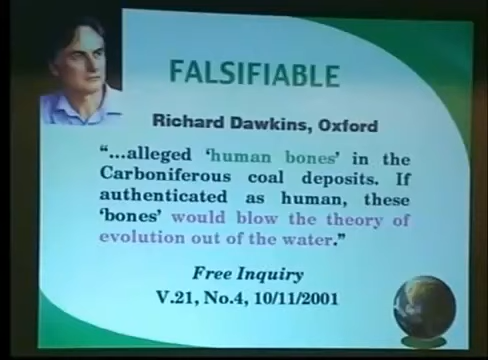 FALSIFIABLE
Richard Dawkins, Oxford
“...alleged ‘human bones’ in the
Carboniferous coal deposits. If
authenticated as human, these
‘bones’ would blow the theory of
evolution out of the water.”
Free Inquiry
V.21, No.4, 10/11/2001